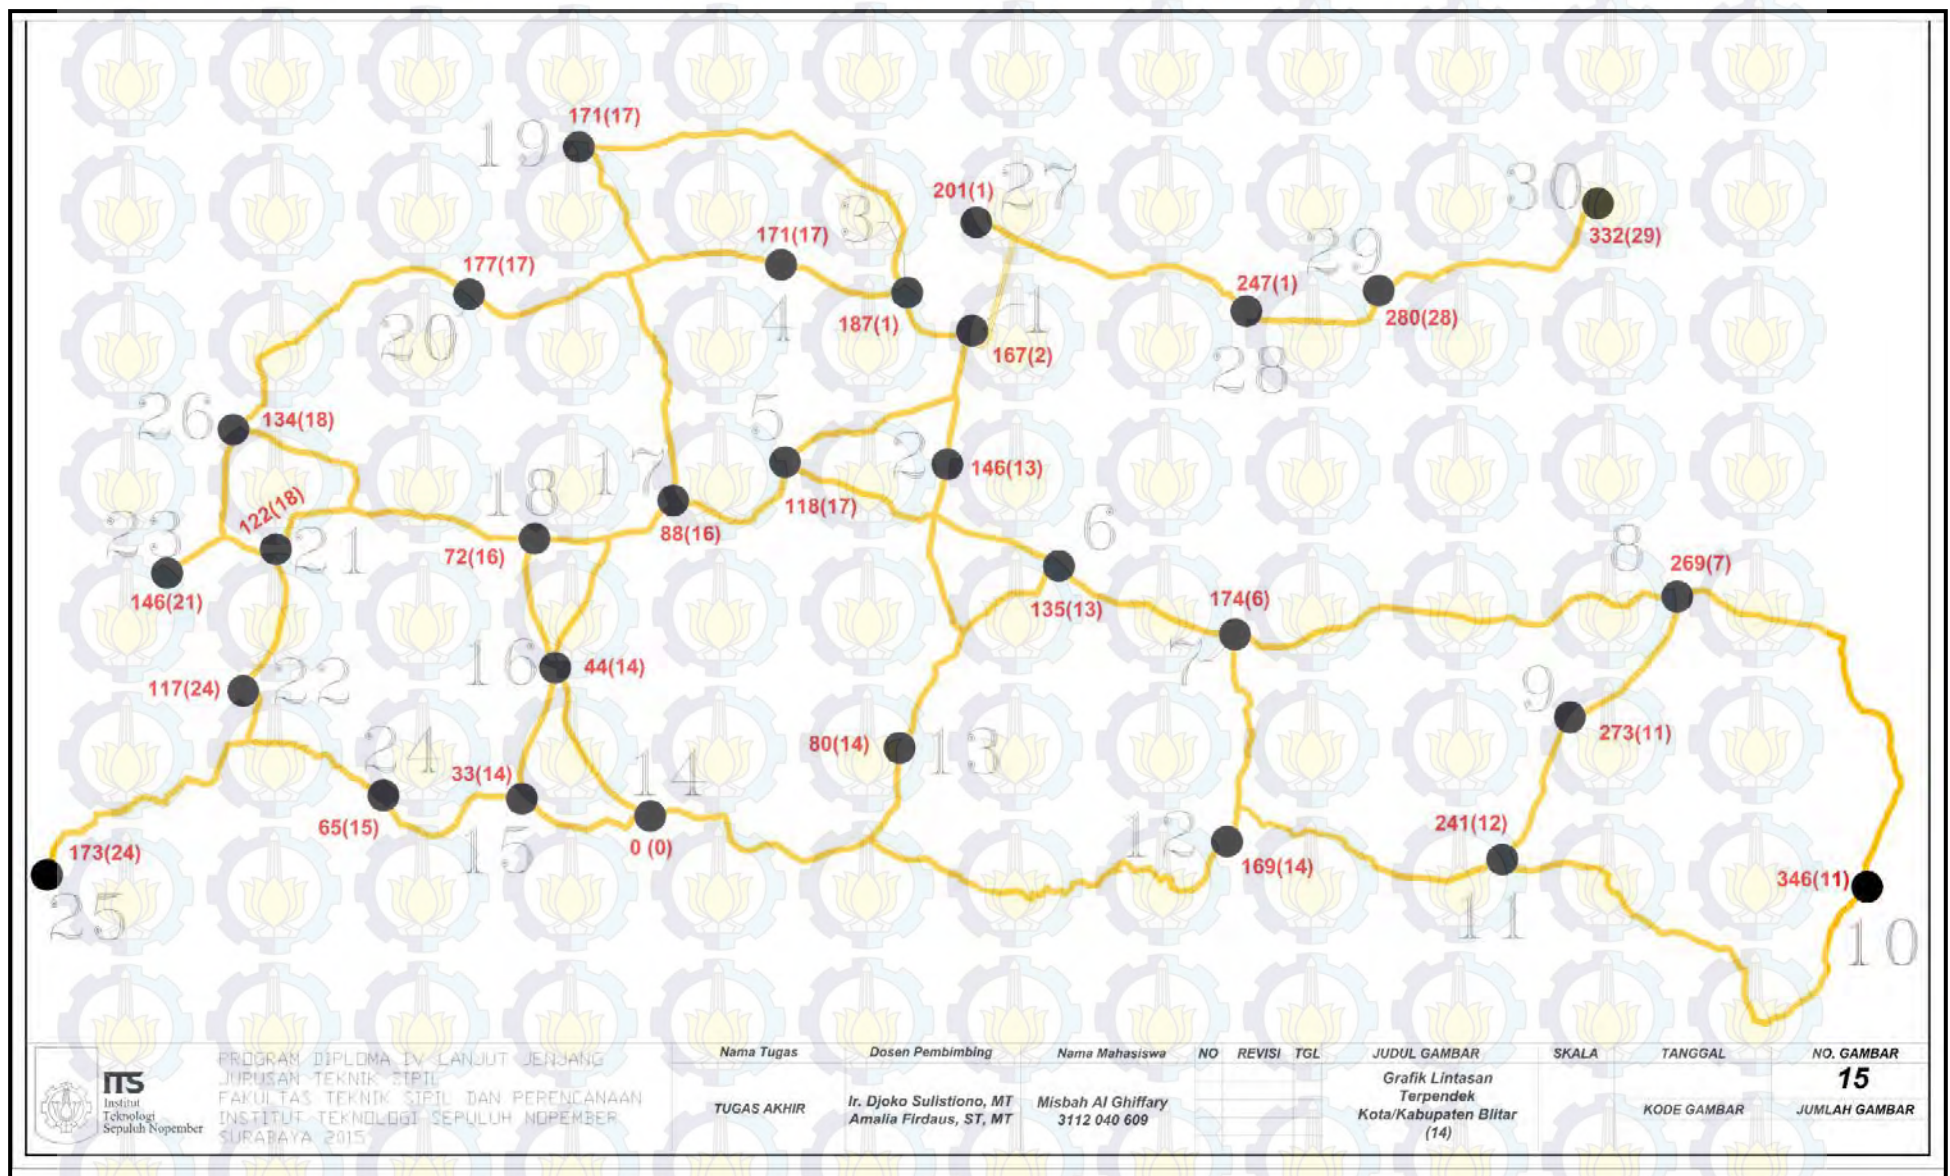 171(17)
19
201(1)
27
30
3
332(29)
171(17)
29
177(17)
247(1)
4
187(1)
1
280(28)
20
167(2)
28
26
134(18)
5
2
146(13)
18
17
122(18)
118(17)
6
23
72(16)
88(16)
21
8
269(7)
146(21)
135(13)
174(6)
16
44(14)
7
117(24)
22
9
273(11)
24
80(14)
13
33(14)
14
65(15)
15
0 (0)
12
241(12)
173(24)
169(14)
346(11)
25
11
10
ITS
Institut
Teknologi
Sepuluh Nopember
PROGRAM DIPLOMA IV LANJUT JENJANG
JURUSAN TEKNIK SIPIL
FAKULTAS TEKNIK SIPIL DAN PERENCANAAN
INSTITUT TEKNOLOGI SEPULUH NOPEMBER
SURABAYA 2015
Nama Tugas
TUGAS AKHIR
Dosen Pembimbing
Ir. Djoko Sulistiono, MT
Amalia Firdaus, ST, MT
Nama Mahasiswa
Misbah Al Ghiffary
3112 040 609
NO REVISI TGL
JUDUL GAMBAR
Grafik Lintasan
Terpendek
Kota/Kabupaten Blitar
(14)
SKALA
TANGGAL
KODE GAMBAR
NO. GAMBAR
15
JUMLAH GAMBAR